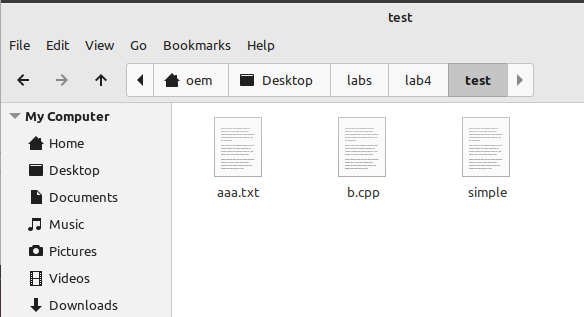 test
File Edit View Go Bookmarks Help
oem Desktop labs lab4 test
My Computer
Home
Desktop
Documents
Music
Pictures
Videos
Downloads
aaa.txt b.cpp simple